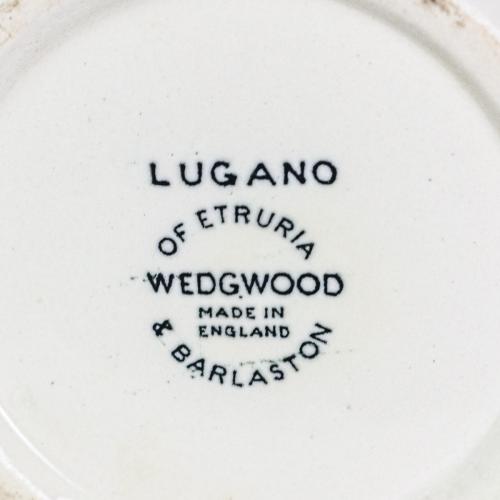 LUGANO
OF ETRURIA
WEDGWOOD
MADE IN
ENGLAND
& BARLASTON